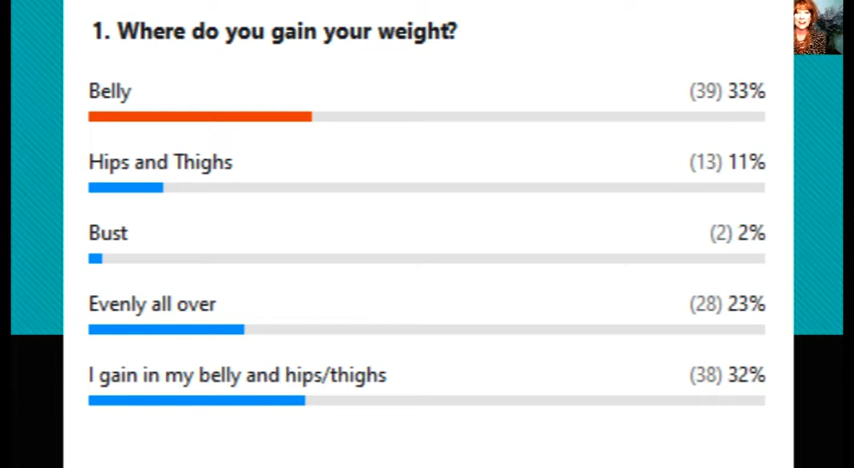 1. Where do you gain your weight?
Belly (39) 33%
Hips and Thighs (13) 11%
Bust (2) 2%
Evenly all over (28) 23%
I gain in my belly and hips/thighs (38) 32%